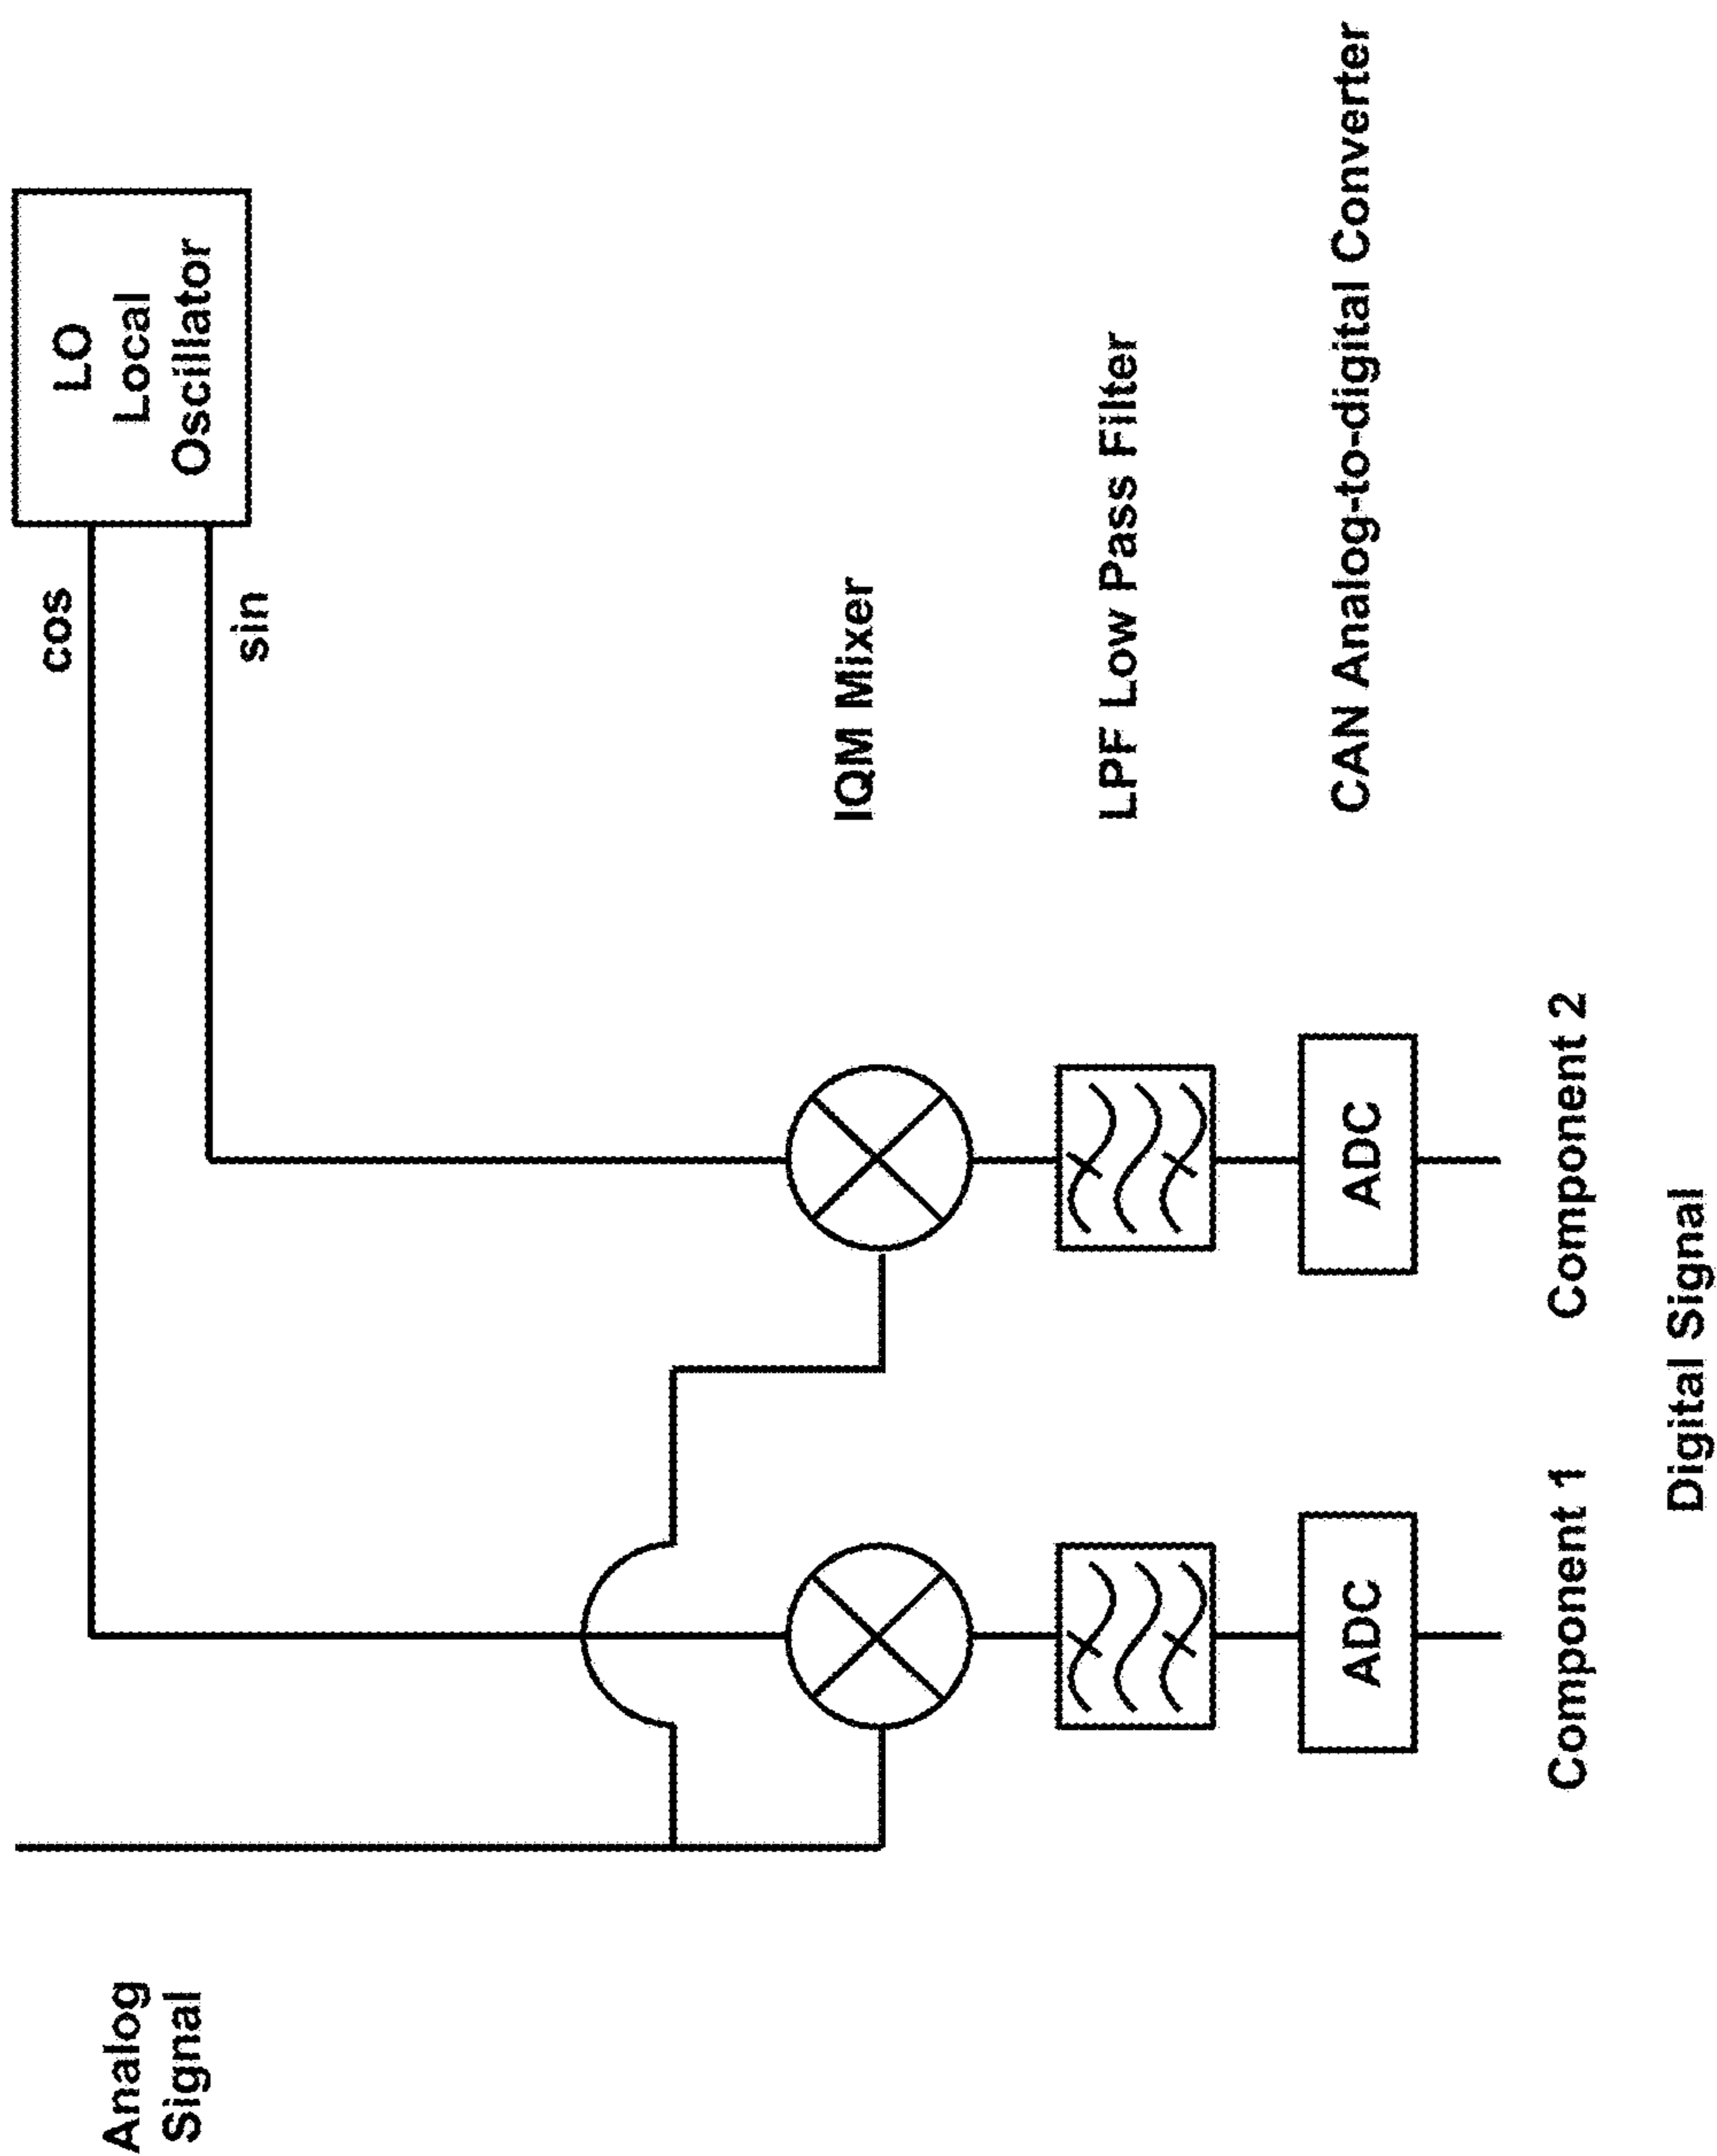 Analog
Signal
cos
sin
LO
Local
Oscillator
IQM Mixer
LPF Low Pass Filter
ADC
ADC
CAN Analog-to-digital Converter
Component 1
Component 2
Digital Signal